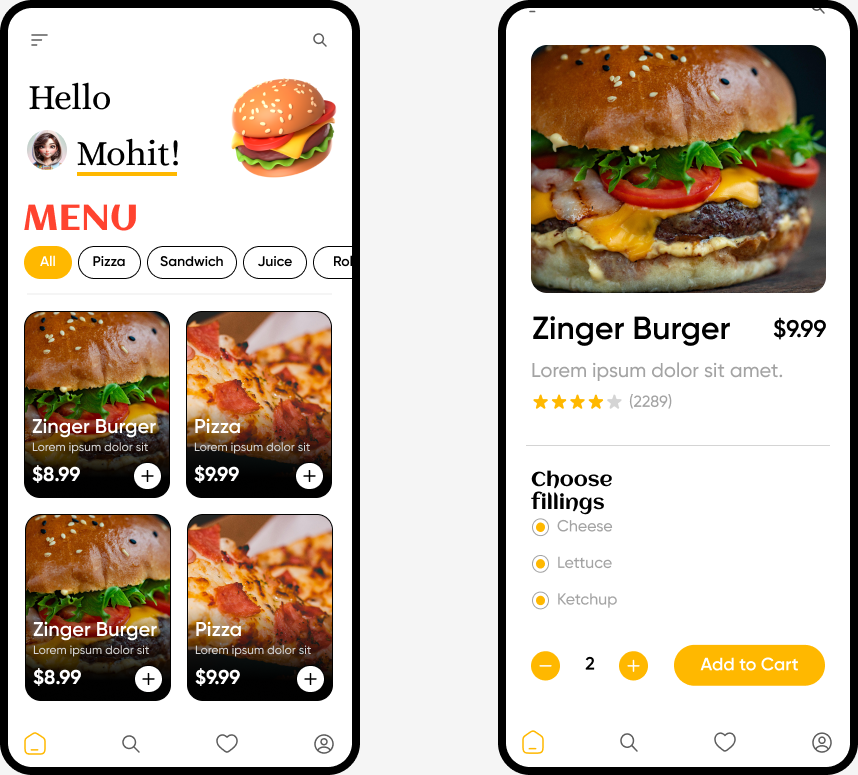 Hello
Mohit!
MENU
All
Pizza
Sandwich
Juice
Zinger Burger
Lorem ipsum dolor sit
$8.99
Pizza
Lorem ipsum dolor sit
$9.99
Zinger Burger
Lorem ipsum dolor sit
$8.99
Pizza
Lorem ipsum dolor sit
$9.99
Zinger Burger
$9.99
Lorem ipsum dolor sit amet.
(2289)
Choose
fillings
Cheese
Lettuce
Ketchup
2
Add to Cart